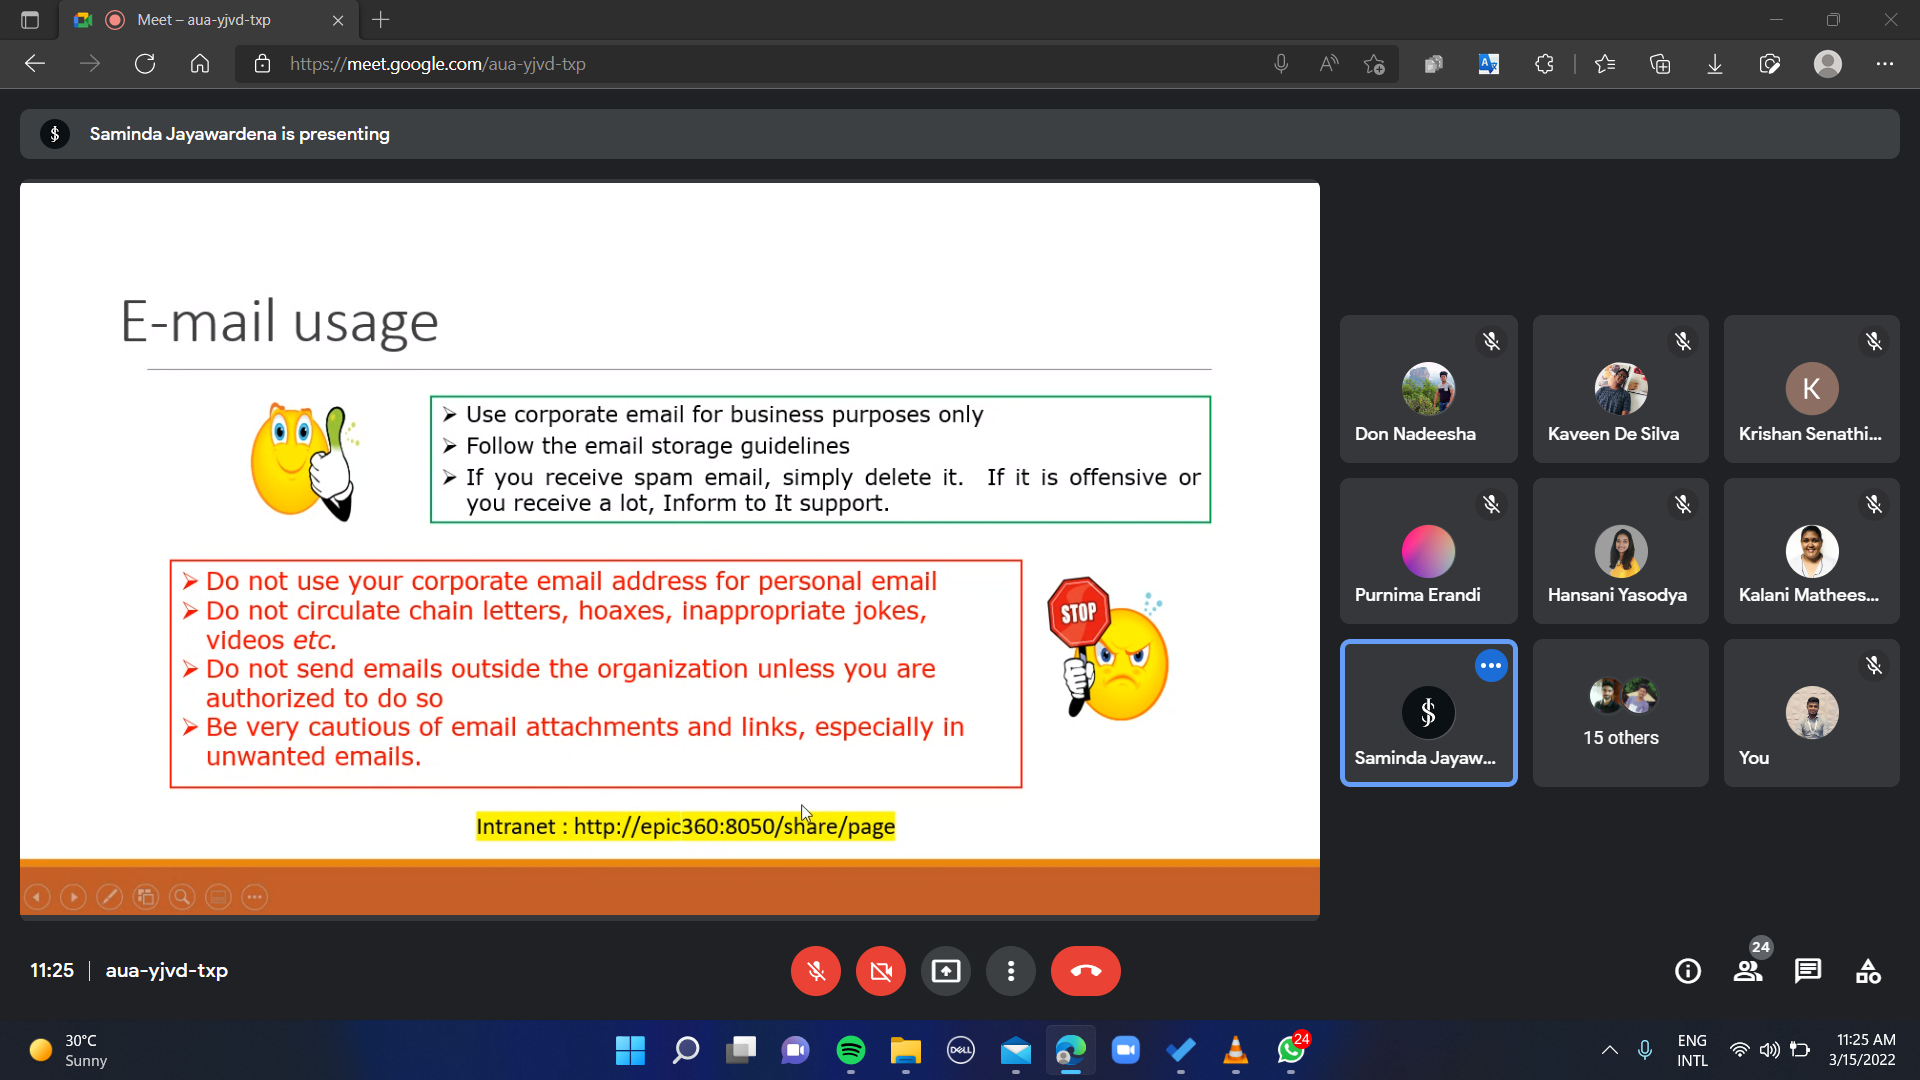 Meet – aua-yjvd-txp
https://meet.google.com/aua-yjvd-txp
Saminda Jayawardena is presenting
E-mail usage
➢ Use corporate email for business purposes only
➢ Follow the email storage guidelines
➢ If you receive spam email, simply delete it. If it is offensive or
you receive a lot, Inform to It support.
➢ Do not use your corporate email address for personal email
➢ Do not circulate chain letters, hoaxes, inappropriate jokes,
videos etc.
➢ Do not send emails outside the organization unless you are
authorized to do so
➢ Be very cautious of email attachments and links, especially in
unwanted emails.
STOP
Intranet : http://epic360:8050/share/page
Don Nadeesha
Kaveen De Silva
K
Krishan Senathi...
Purnima Erandi
Hansani Yasodya
Kalani Mathees...
Saminda Jayaw...
15 others
You
11:25 | aua-yjvd-txp
24
30°C
Sunny
DELL
24
ENG
INTL
11:25 AM
3/15/2022